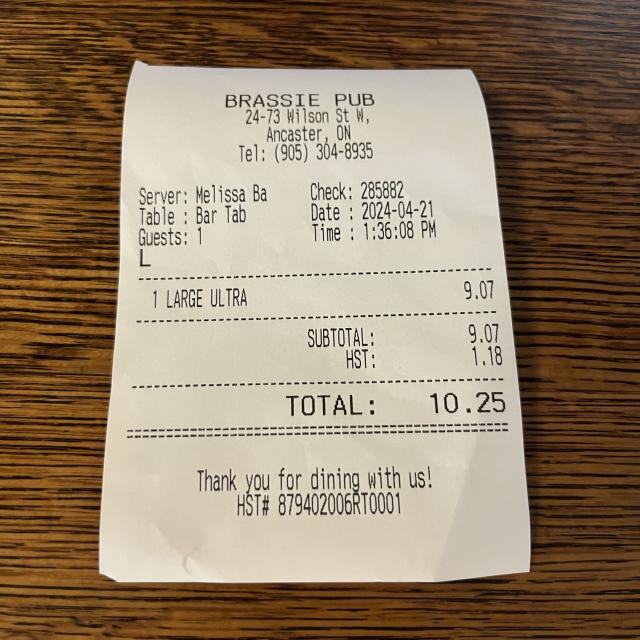 BRASSIE PUB
24-73 Wilson St W,
Ancaster, ON
Tel: (905) 304-8935
Server: Melissa Ba Check: 285882
Table : Bar Tab Date : 2024-04-21
Guests: 1 Time : 1:36:08 PM
L
1 LARGE ULTRA 9.07
SUBTOTAL: 9.07
HST: 1.18
TOTAL: 10.25
Thank you for dining with us!
HST# 879402006RT0001